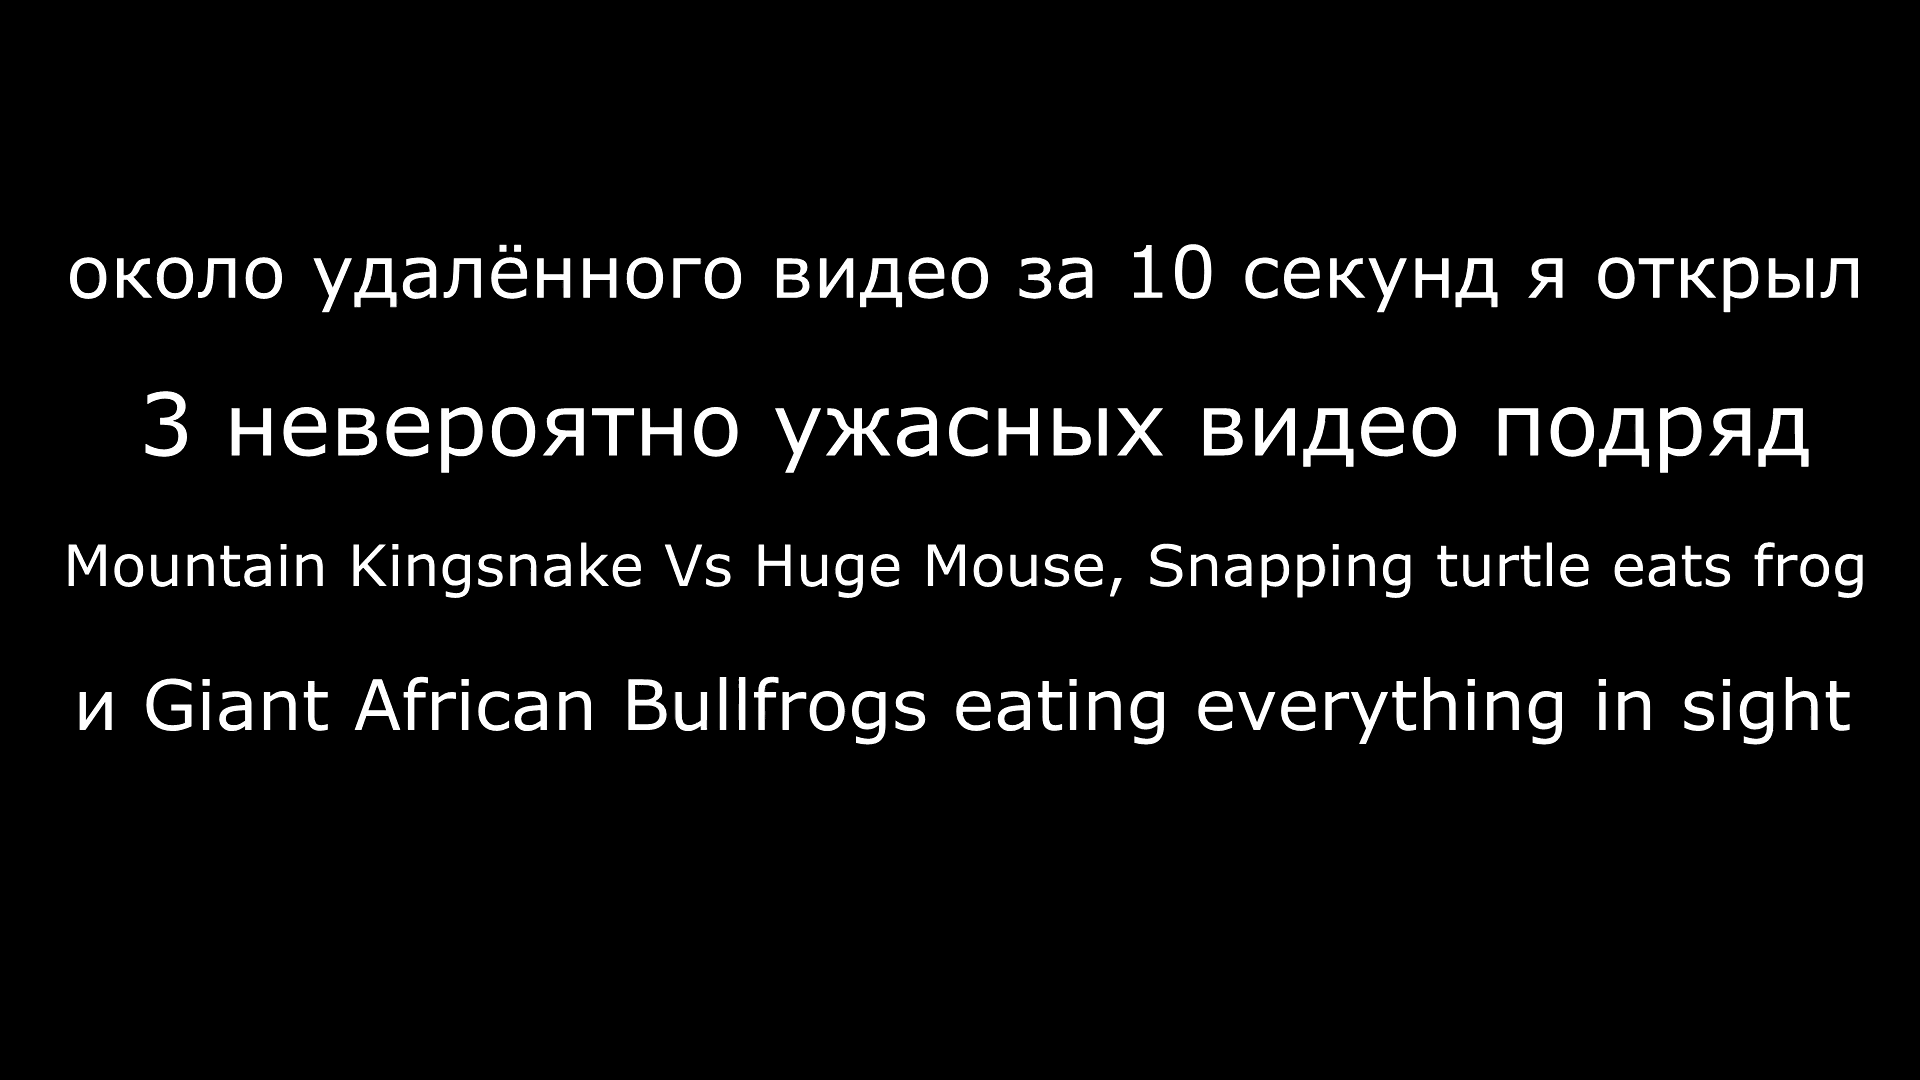 около удалённого видео за 10 секунд я открыл
3 невероятно ужасных видео подряд
Mountain Kingsnake Vs Huge Mouse, Snapping turtle eats frog
и Giant African Bullfrogs eating everything in sight